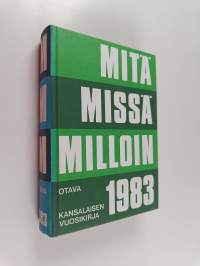 MITÄ
MISSÄ
MILLOIN
OTAVA
1983
KANSALAISEN
VUOSIKIRJA